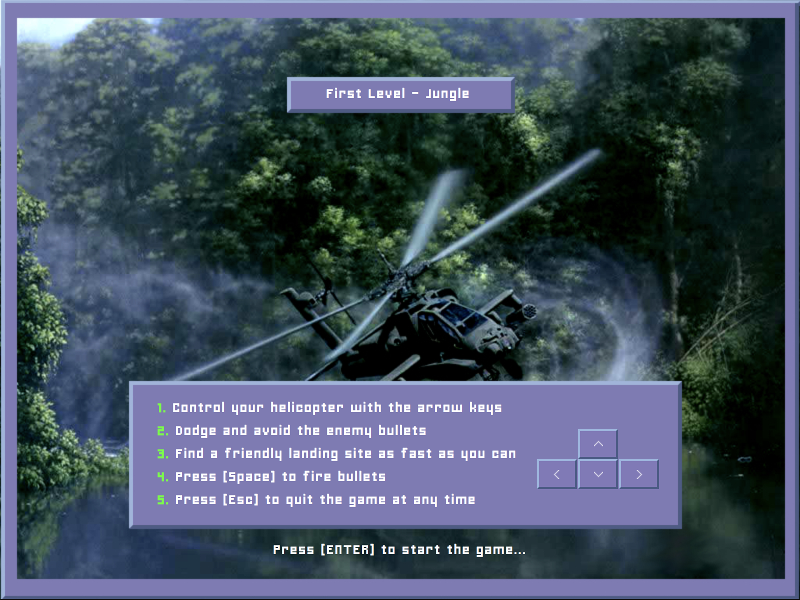 First Level - Jungle
1. Control your helicopter with the arrow keys
2. Dodge and avoid the enemy bullets
3. Find a friendly landing site as fast as you can
4. Press [Space] to fire bullets
5. Press [Esc] to quit the game at any time
Press [ENTER] to start the game...